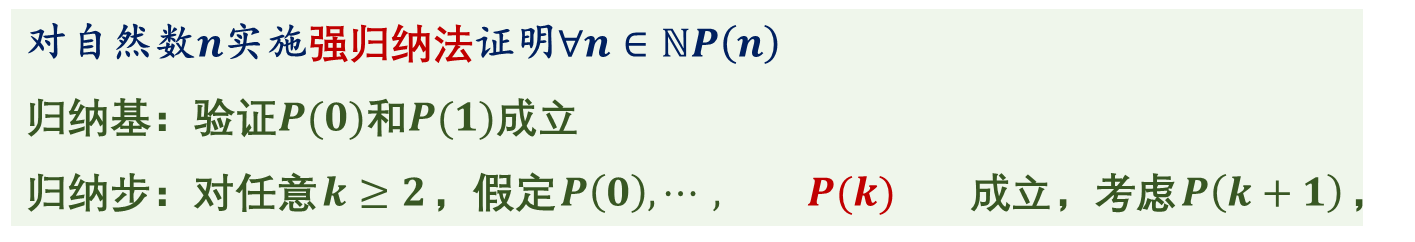 对自然数n实施强归纳法证明∀n ∈ ℕP(n)
归纳基：验证P(0)和P(1)成立
归纳步：对任意k ≥ 2，假定P(0),⋯ , P(k) 成立，考虑P(k + 1)，